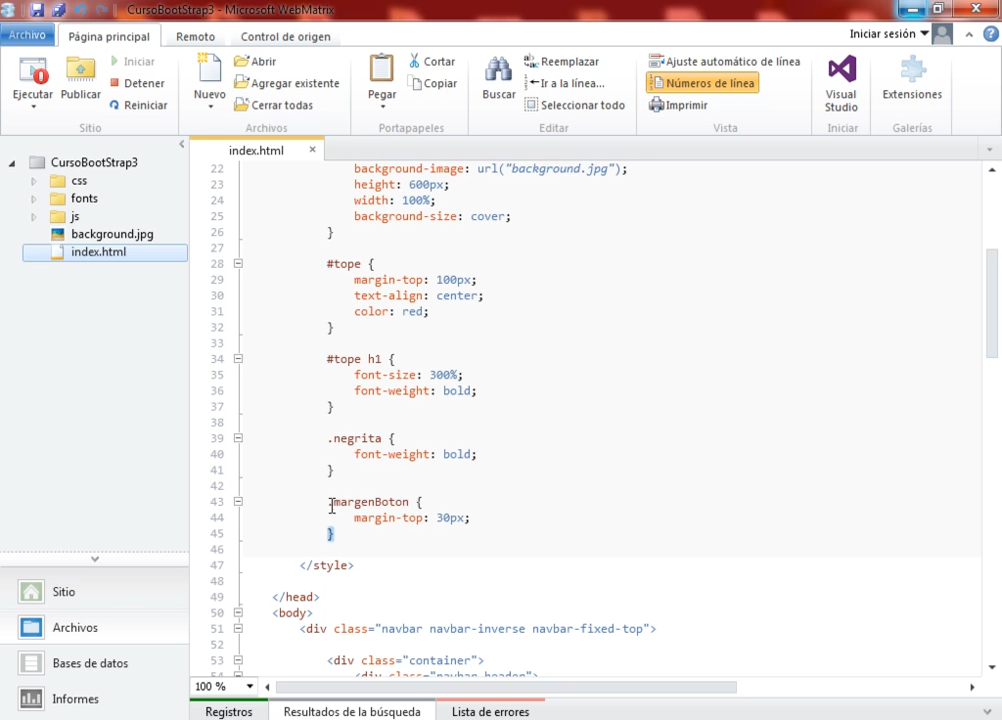 CursoBootStrap3 - Microsoft WebMatrix
Archivo
Página principal
Remoto
Control de origen
Iniciar sesión
Ejecutar
Publicar
Iniciar
Detener
Reiniciar
Sitio
Nuevo
Abrir
Agregar existente
Cerrar todas
Archivos
Pegar
Cortar
Copiar
Portapapeles
Buscar
Reemplazar
Ir a la línea...
Seleccionar todo
Editar
Ajuste automático de línea
Números de línea
Imprimir
Vista
Visual
Studio
Iniciar
Extensiones
Galerías
CursoBootStrap3
css
fonts
js
background.jpg
index.html
Sitio
Archivos
Bases de datos
Informes
index.html ×
22 background-image: url("background.jpg");
23 height: 600px;
24 width: 100%;
25 background-size: cover;
26 }
27
28 #tope {
29 margin-top: 100px;
30 text-align: center;
31 color: red;
32 }
33
34 #tope h1 {
35 font-size: 300%;
36 font-weight: bold;
37 }
38
39 .negrita {
40 font-weight: bold;
41 }
42
43 .margenBoton {
44 margin-top: 30px;
45 }
46
47 </style>
48
49 </head>
50 <body>
51 <div class="navbar navbar-inverse navbar-fixed-top">
52
53 <div class="container">
54 <div class="navbar-header">
100 %
Registros
Resultados de la búsqueda
Lista de errores